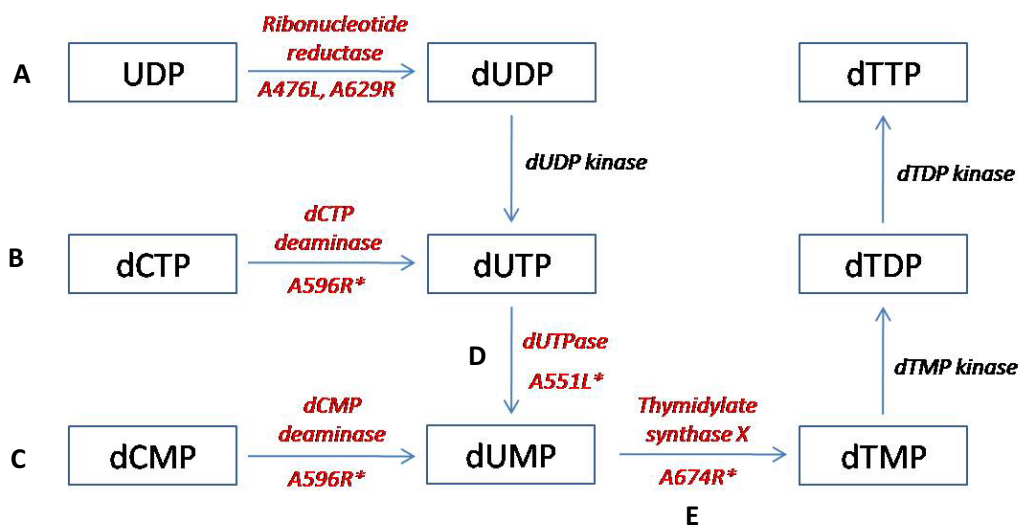 Ribonucleotide
reductase
A UDP dUDP dTTP
A476L, A629R
dUDP kinase
dTDP kinase
dCTP
deaminase
B dCTP dUTP dTDP
A596R*
D dUTPase
A551L*
dTMP kinase
dCMP
deaminase
Thymidylate
synthase X
C dCMP dUMP dTMP
A596R*
A674R*
E